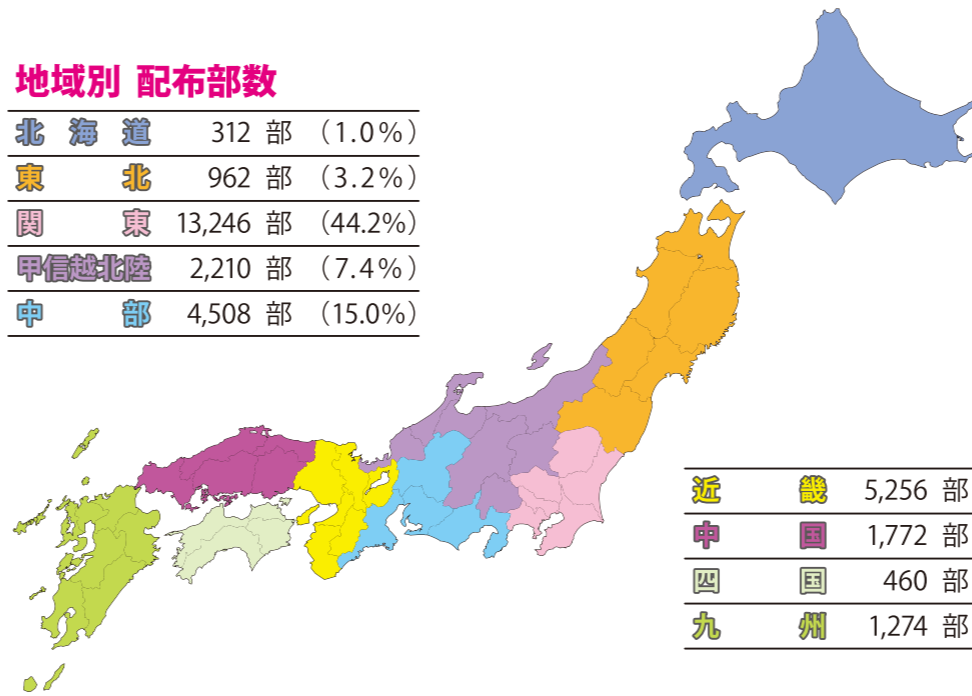 地域別 配布部数
北海道 312 部 （1.0%）
東北 962 部 （3.2%）
関東 13,246 部 （44.2%）
甲信越北陸 2,210 部 （7.4%）
中部 4,508 部 （15.0%）
近畿 5,256 部
中国 1,772 部
四国 460 部
九州 1,274 部